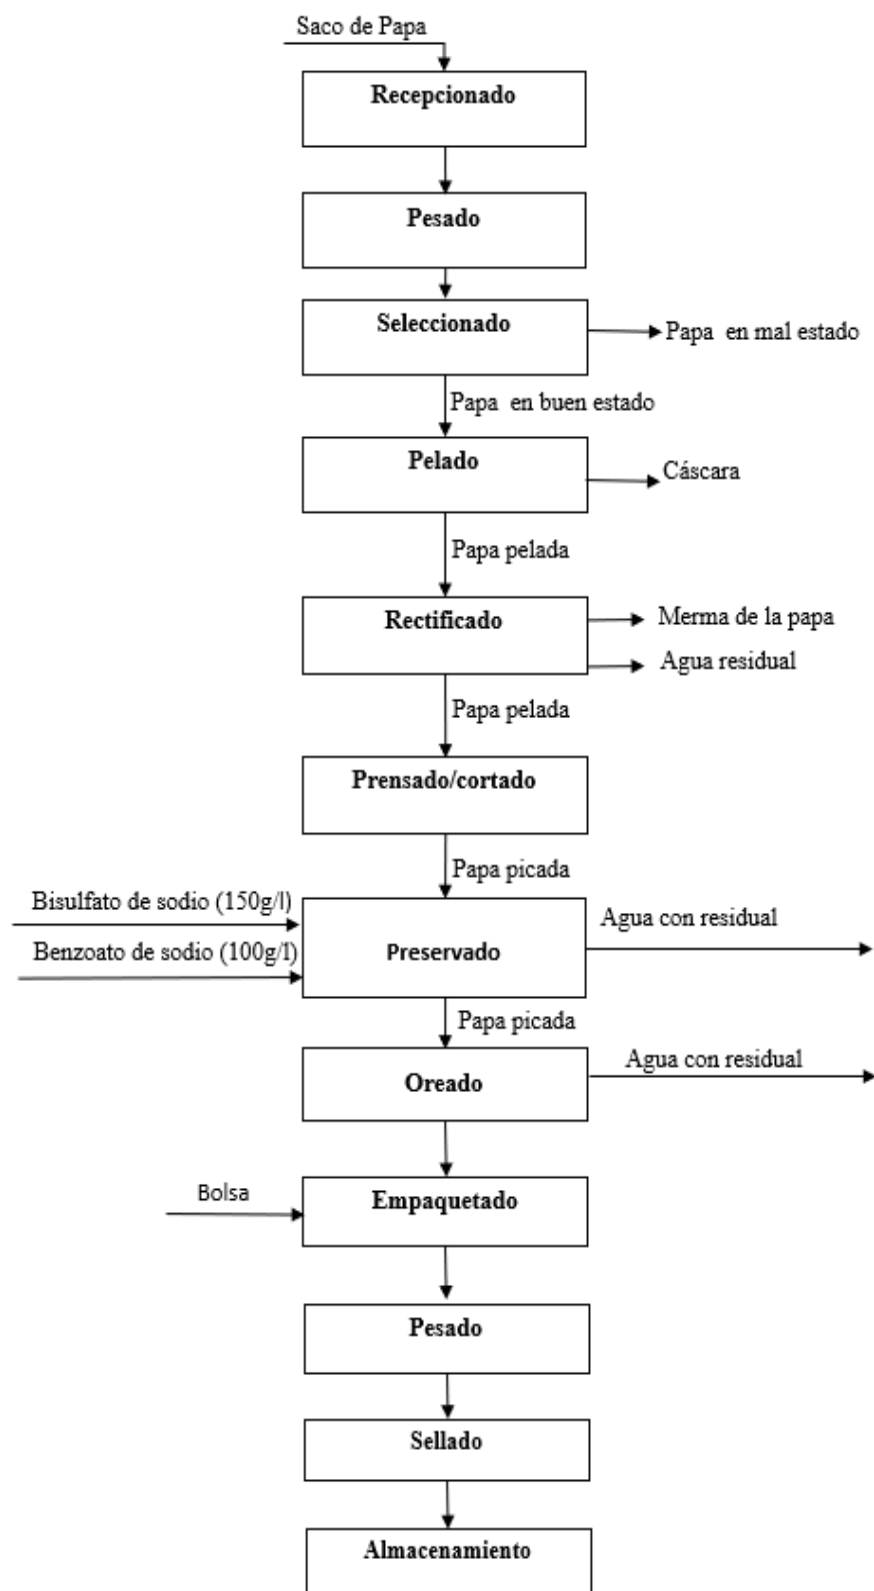 Saco de Papa
Recepcionado
Pesado
Seleccionado
Papa en mal estado
Papa en buen estado
Pelado
Cáscara
Papa pelada
Rectificado
Merma de la papa
Agua residual
Papa pelada
Prensado/cortado
Papa picada
Bisulfato de sodio (150g/l)
Agua con residual
Benzoato de sodio (100g/l)
Preservado
Papa picada
Agua con residual
Oreado
Bolsa
Empaquetado
Pesado
Sellado
Almacenamiento